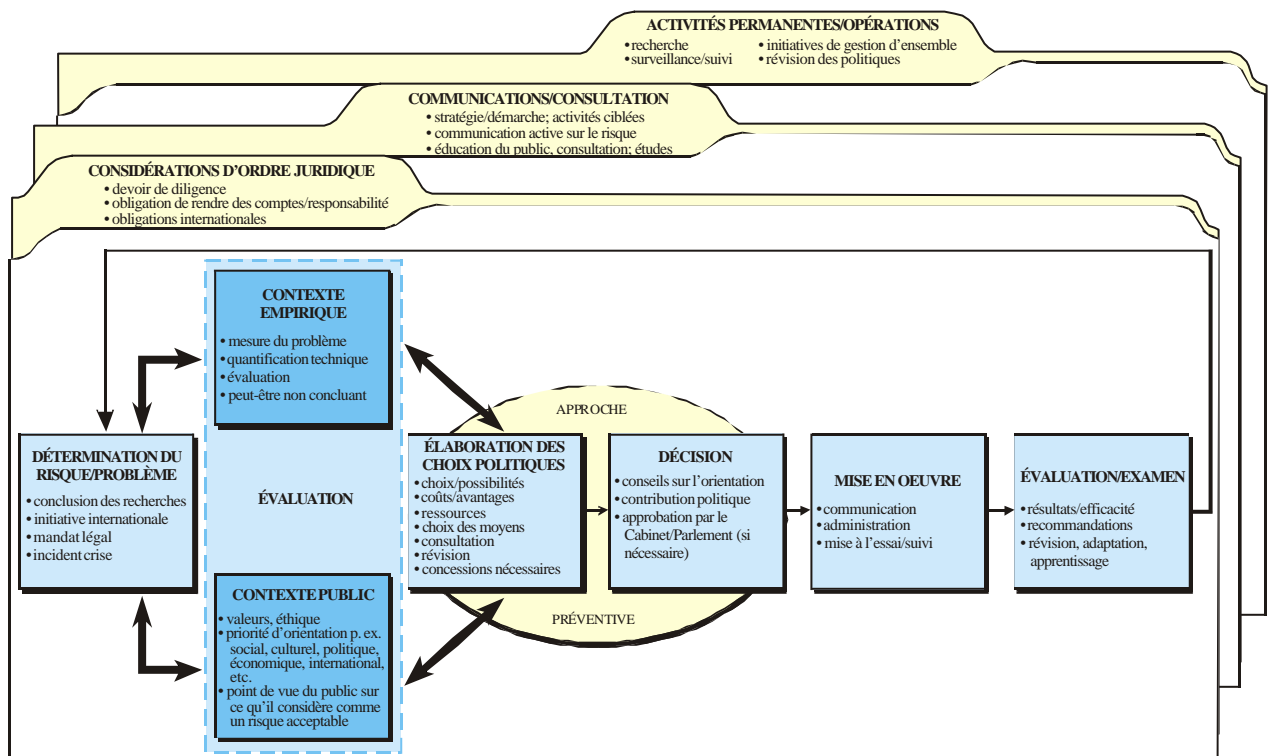 ACTIVITÉS PERMANENTES/OPÉRATIONS
• recherche
• surveillance/suivi
• initiatives de gestion d'ensemble
• révision des politiques
COMMUNICATIONS/CONSULTATION
• stratégie/démarche; activités ciblées
• communication active sur le risque
• éducation du public, consultation; études
CONSIDÉRATIONS D'ORDRE JURIDIQUE
• devoir de diligence
• obligation de rendre des comptes/responsabilité
• obligations internationales
DÉTERMINATION DU
RISQUE/PROBLÈME
• conclusion des recherches
• initiative internationale
• mandat légal
• incident crise
CONTEXTE
EMPIRIQUE
• mesure du problème
• quantification technique
• évaluation
• peut-être non concluant
ÉVALUATION
CONTEXTE PUBLIC
• valeurs, éthique
• priorité d'orientation p. ex.
social, culturel, politique,
économique, international,
etc.
• point de vue du public sur
ce qu'il considère comme
un risque acceptable
APPROCHE
ÉLABORATION DES
CHOIX POLITIQUES
• choix/possibilités
• coûts/avantages
• ressources
• choix des moyens
• consultation
• révision
• concessions nécessaires
DÉCISION
• conseils sur l'orientation
• contribution politique
• approbation par le
Cabinet/Parlement (si
nécessaire)
PRÉVENTIVE
MISE EN OEUVRE
• communication
• administration
• mise à l'essai/suivi
ÉVALUATION/EXAMEN
• résultats/efficacité
• recommandations
• révision, adaptation,
apprentissage